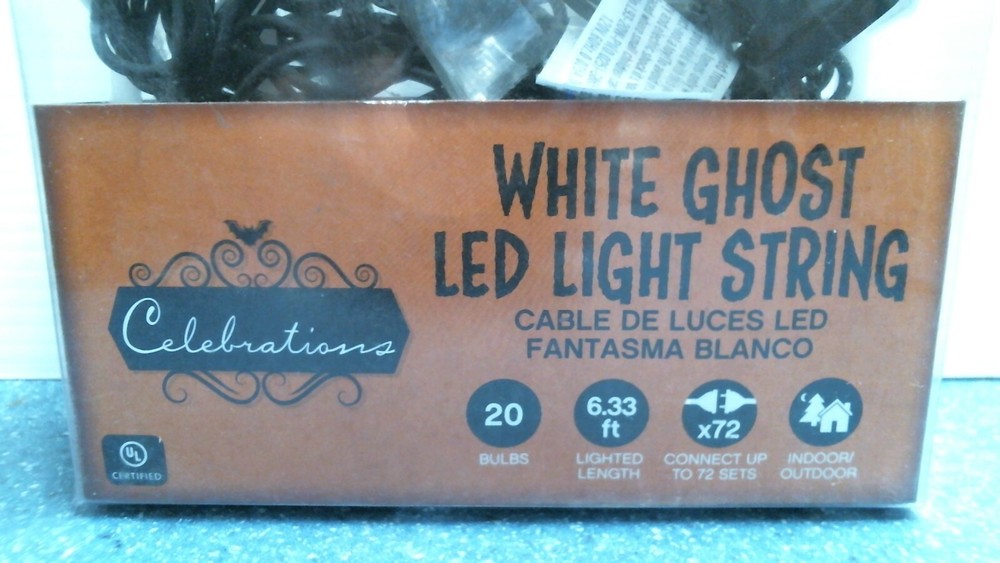 WHITE GHOST
LED LIGHT STRING
CABLE DE LUCES LED
FANTASMA BLANCO
Celebrations
20
BULBS
6.33
ft
LIGHTED
LENGTH
x72
CONNECT UP
TO 72 SETS
INDOOR/
OUTDOOR
UL
CERTIFIED